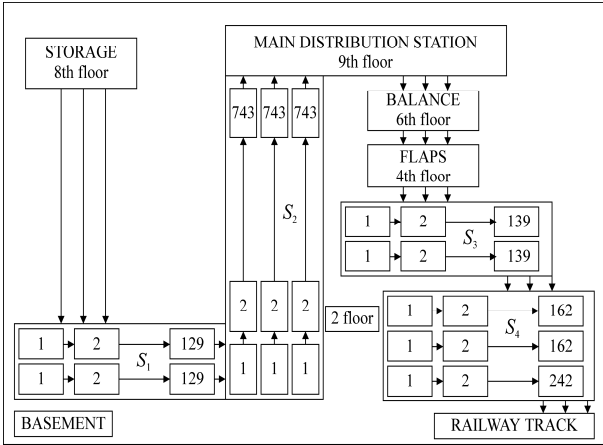 STORAGE
8th floor
MAIN DISTRIBUTION STATION
9th floor
743 743 743
BALANCE
6th floor
FLAPS
4th floor
S2
1 2 139
S3
1 2 139
2 2 2
2 floor
1 2 162
S4
1 2 162
1 2 242
1 2 129
S1
1 2 129
1 1 1
BASEMENT
RAILWAY TRACK